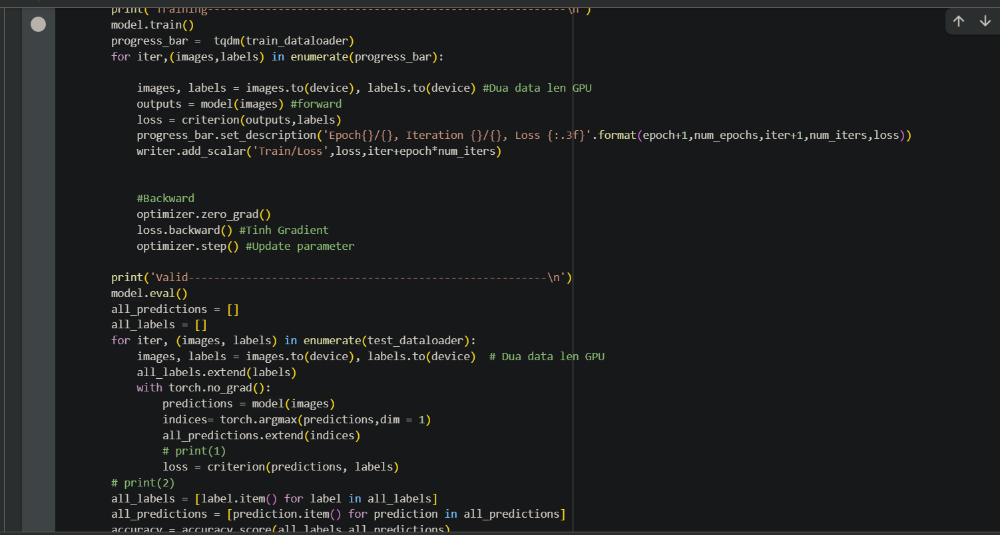 print('Training--------------------------------------------------------\n')
model.train()
progress_bar =  tqdm(train_dataloader)
for iter,(images,labels) in enumerate(progress_bar):
images, labels = images.to(device), labels.to(device) #Dua data len GPU
outputs = model(images) #forward
loss = criterion(outputs,labels)
progress_bar.set_description('Epoch{}/{}, Iteration {}/{}, Loss {:.3f}'.format(epoch+1,num_epochs,iter+1,num_iters,loss))
writer.add_scalar('Train/Loss',loss,iter+epoch*num_iters)
#Backward
optimizer.zero_grad()
loss.backward() #Tinh Gradient
optimizer.step() #Update parameter
print('Valid--------------------------------------------------------\n')
model.eval()
all_predictions = []
all_labels = []
for iter, (images, labels) in enumerate(test_dataloader):
images, labels = images.to(device), labels.to(device)  # Dua data len GPU
all_labels.extend(labels)
with torch.no_grad():
predictions = model(images)
indices= torch.argmax(predictions,dim = 1)
all_predictions.extend(indices)
# print(1)
loss = criterion(predictions, labels)
# print(2)
all_labels = [label.item() for label in all_labels]
all_predictions = [prediction.item() for prediction in all_predictions]
accuracy = accuracy_score(all_labels,all_predictions)